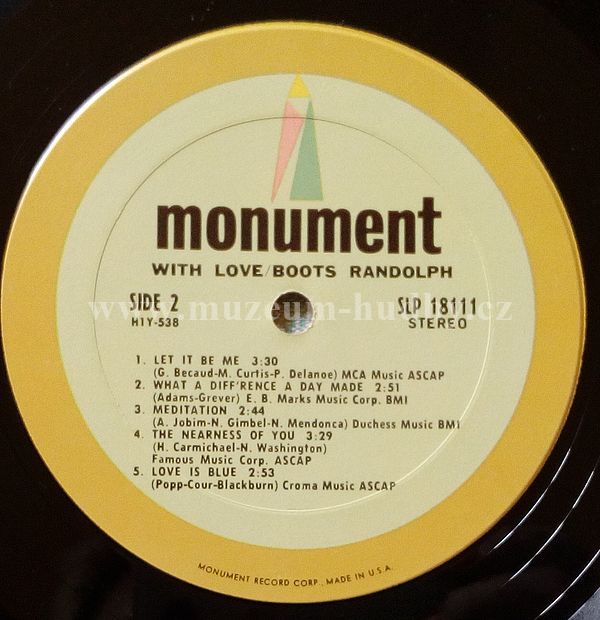 monument
WITH LOVE/BOOTS RANDOLPH
SIDE 2
H1Y-538
SLP 18111
STEREO
www.muzeum-hudby.cz
1. LET IT BE ME 3:30
(G. Becaud-M. Curtis-P. Delanoe) MCA Music ASCAP
2. WHAT A DIFF'RENCE A DAY MADE 2:51
(Adams-Grever) E. B. Marks Music Corp. BMI
3. MEDITATION 2:44
(A. Jobim-N. Gimbel-N. Mendonca) Duchess Music BMI
4. THE NEARNESS OF YOU 3:29
(H. Carmichael-N. Washington)
Famous Music Corp. ASCAP
5. LOVE IS BLUE 2:53
(Popp-Cour-Blackburn) Croma Music ASCAP
MONUMENT RECORD CORP., MADE IN U.S.A.